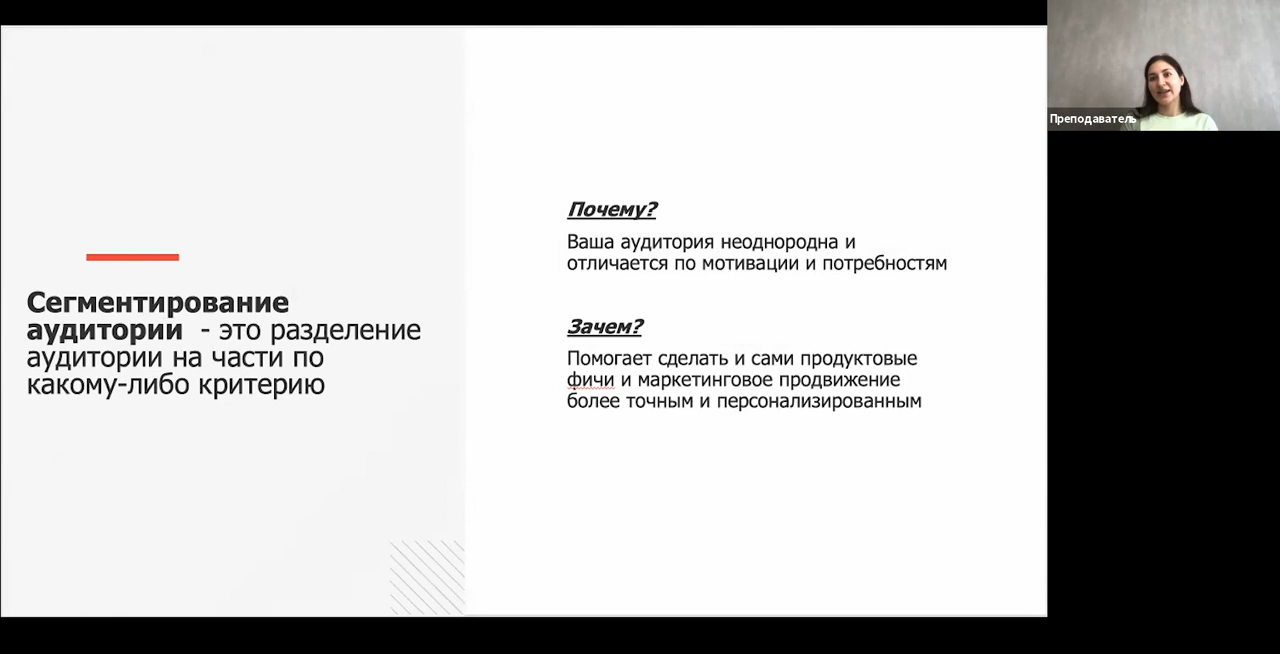 Сегментирование
аудитории - это разделение
аудитории на части по
какому-либо критерию
Почему?
Ваша аудитория неоднородна и
отличается по мотивации и потребностям
Зачем?
Помогает сделать и сами продуктовые
фичи и маркетинговое продвижение
более точным и персонализированным
Преподаватель